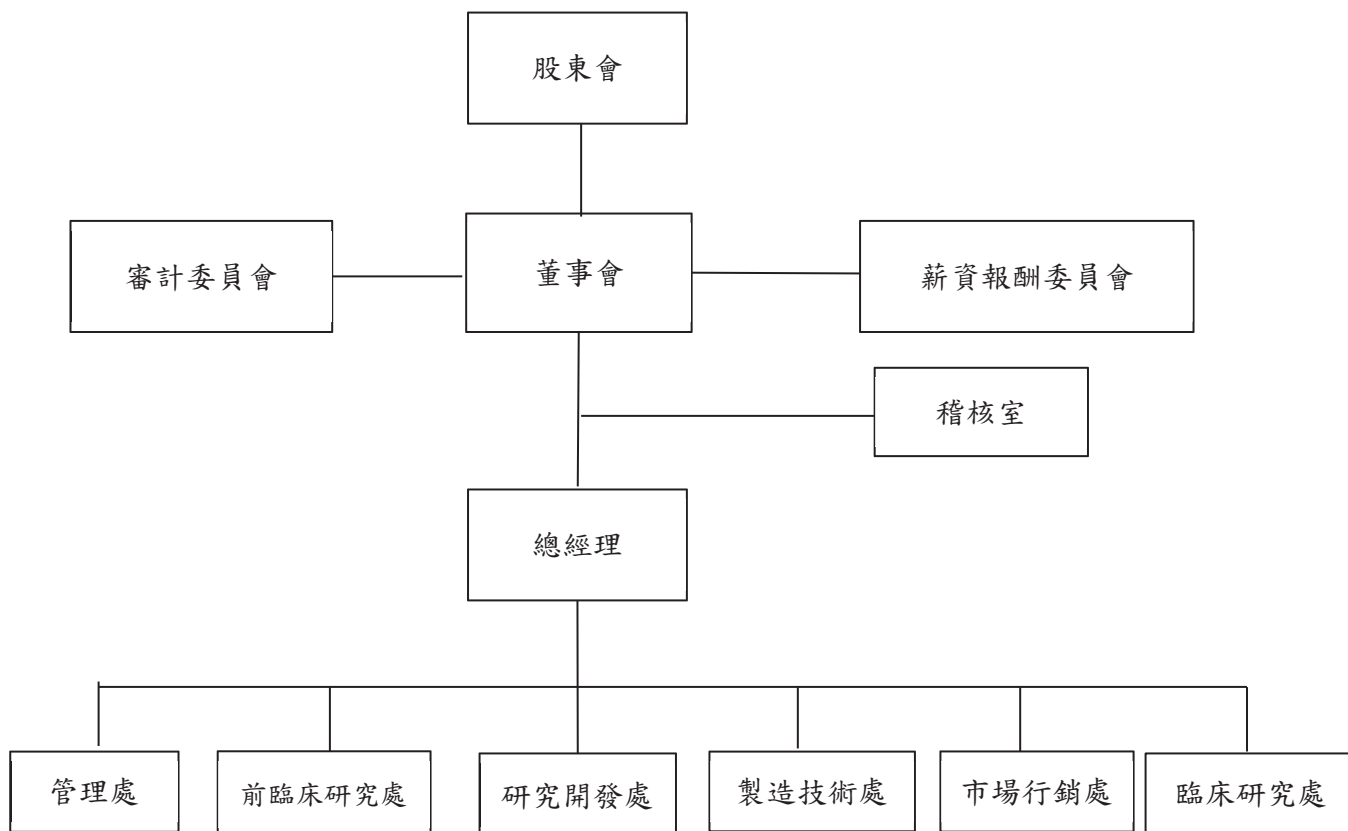 股東會
審計委員會
董事會
薪資報酬委員會
稽核室
總經理
管理處
前臨床研究處
研究開發處
製造技術處
市場行銷處
臨床研究處